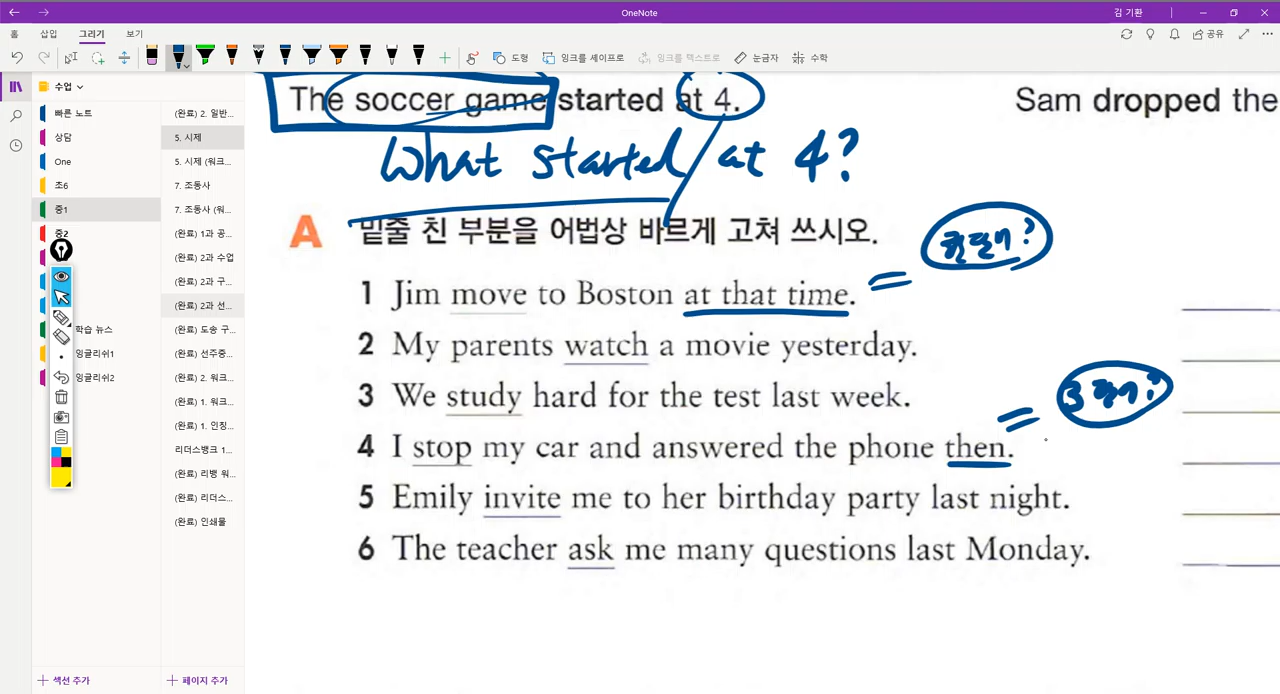 OneNote
김 기환
홈 삽입 그리기 보기
도형 잉크를 셰이프로 잉크를 텍스트로 눈금자 수학 공유
수업
빠른 노트
상담
One
초6
중1
중2
학습 뉴스
잉글리쉬1
잉글리쉬2
섹션 추가
(완료) 2. 일반...
5. 시제
5. 시제 (워크...
7. 조동사
7. 조동사 (워...
(완료) 1과 공...
(완료) 2과 수업
(완료) 2과 구...
(완료) 2과 선...
(완료) 도송 구...
(완료) 선주중...
(완료) 2. 워크...
(완료) 1. 워크...
(완료) 1. 인칭...
리더스뱅크 1...
(완료) 리뱅 워...
(완료) 리더스...
(완료) 인쇄물
페이지 추가
The soccer game started at 4.
Sam dropped the
What started at 4?
A 밑줄 친 부분을 어법상 바르게 고쳐 쓰시오.
1 Jim move to Boston at that time. =
2 My parents watch a movie yesterday.
3 We study hard for the test last week.
4 I stop my car and answered the phone then. =
5 Emily invite me to her birthday party last night.
6 The teacher ask me many questions last Monday.